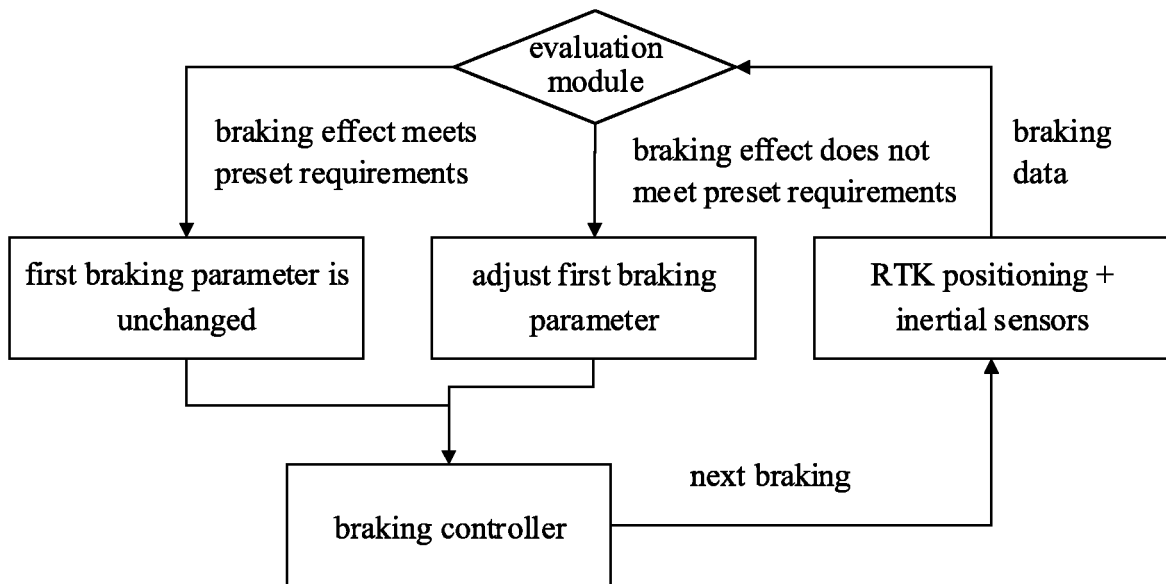 evaluation
module
braking effect meets
preset requirements
braking effect does not
meet preset requirements
braking
data
first braking parameter is
unchanged
adjust first braking
parameter
RTK positioning +
inertial sensors
next braking
braking controller